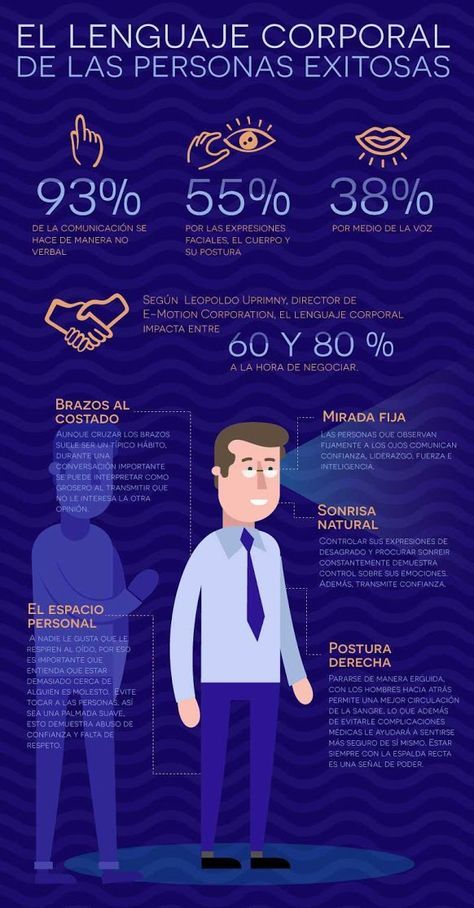 EL LENGUAJE CORPORAL
DE LAS PERSONAS EXITOSAS
93%
DE LA COMUNICACIÓN SE
HACE DE MANERA NO
VERBAL
55%
POR LAS EXPRESIONES
FACIALES, EL CUERPO Y
SU POSTURA
38%
POR MEDIO DE LA VOZ
SEGÚN LEOPOLDO UPRIMNY, DIRECTOR DE
E-MOTION CORPORATION, EL LENGUAJE CORPORAL
IMPACTA ENTRE
60 Y 80 %
A LA HORA DE NEGOCIAR.
BRAZOS AL
COSTADO
AUNQUE CRUZAR LOS BRAZOS
SUELE SER UN TÍPICO HÁBITO,
DURANTE UNA
CONVERSACIÓN IMPORTANTE
SE PUEDE INTERPRETAR COMO
GROSERO AL TRANSMITIR QUE
NO LE INTERESA LA OTRA
OPINIÓN.
MIRADA FIJA
LAS PERSONAS QUE OBSERVAN
FIJAMENTE A LOS OJOS COMUNICAN
CONFIANZA, LIDERAZGO, FUERZA E
INTELIGENCIA.
SONRISA
NATURAL
CONTROLAR SUS EXPRESIONES DE
DESAGRADO Y PROCURAR SONREIR
CONSTANTEMENTE DEMUESTRA
CONTROL SOBRE SUS EMOCIONES.
ADEMÁS, TRANSMITE CONFIANZA.
EL ESPACIO
PERSONAL
A NADIE LE GUSTA QUE LE
RESPIREN AL OÍDO, POR ESO
ES IMPORTANTE QUE
ENTIENDA QUE ESTAR
DEMASIADO CERCA DE
ALGUIEN ES MOLESTO. EVITE
TOCAR A LAS PERSONAS, ASÍ
SEA UNA PALMADA SUAVE,
ESTO DEMUESTRA ABUSO DE
CONFIANZA Y FALTA DE
RESPETO.
POSTURA
DERECHA
PARARSE DE MANERA ERGUIDA,
CON LOS HOMBRES HACIA ATRÁS
PERMITE UNA MEJOR CIRCULACIÓN
DE LA SANGRE, LO QUE ADEMÁS
DE EVITARLE COMPLICACIONES
MÉDICAS LE AYUDARÁ A SENTIRSE
MÁS SEGURO DE SÍ MISMO. ESTAR
SIEMPRE CON LA ESPALDA RECTA
ES UNA SEÑAL DE PODER.